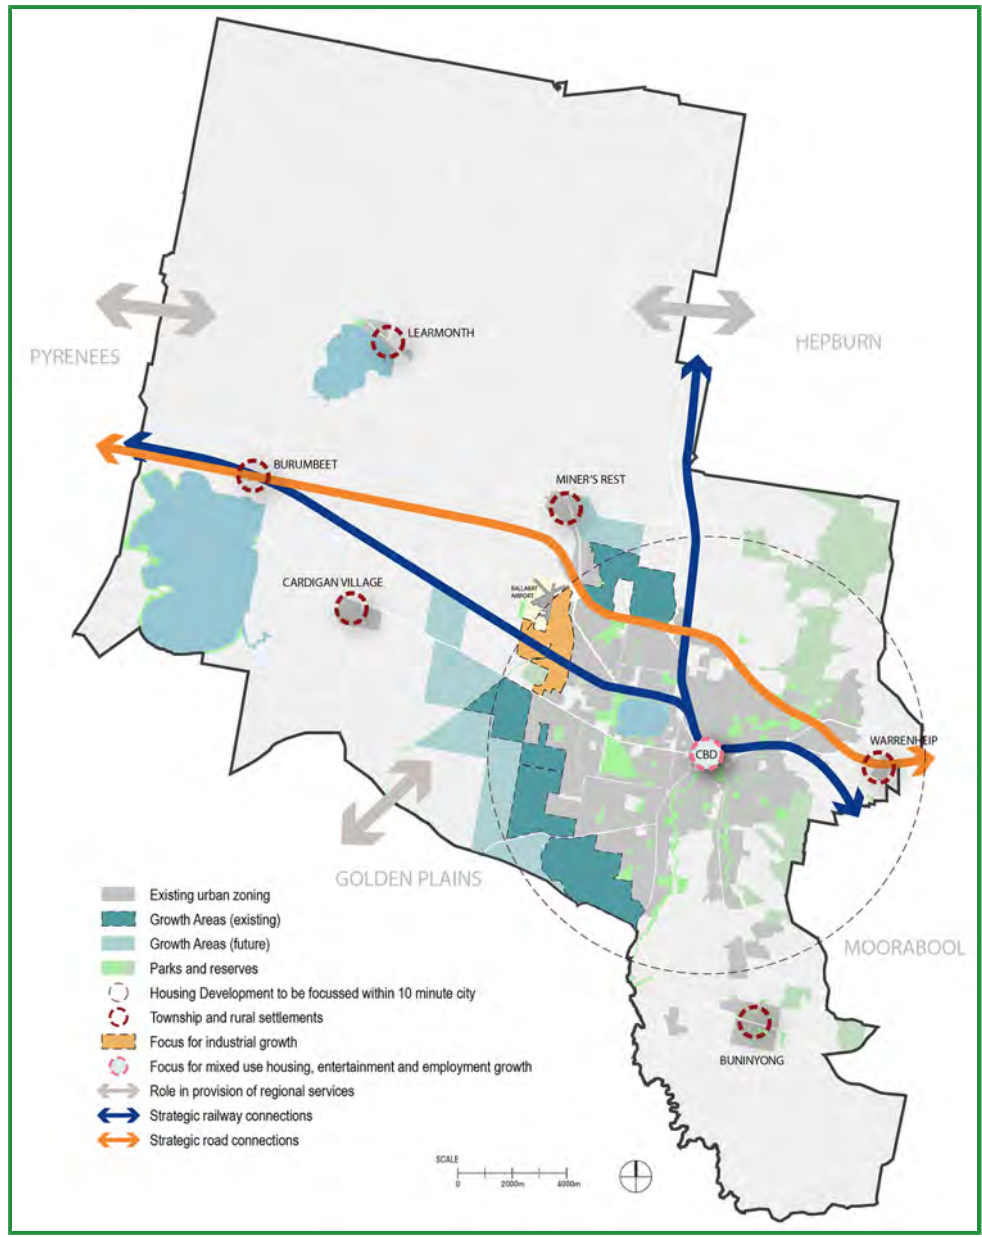 LEARMONTH
HEPBURN
PYRENEES
BURUMBEET
MINER'S REST
CARDIGAN VILLAGE
BALLARAT
AIRPORT
WARRENHEIP
CBD
GOLDEN PLAINS
MOORABOOL
BUNINYONG
Existing urban zoning
Growth Areas (existing)
Growth Areas (future)
Parks and reserves
Housing Development to be focussed within 10 minute city
Township and rural settlements
Focus for industrial growth
Focus for mixed use housing, entertainment and employment growth
Role in provision of regional services
Strategic railway connections
Strategic road connections
SCALE
0 2000m 4000m